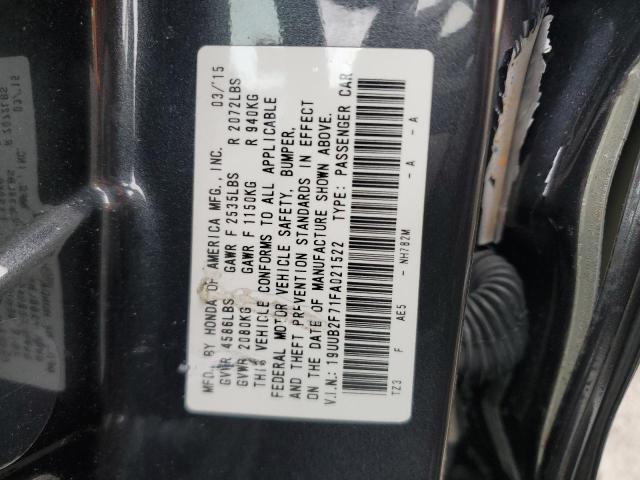 MFD. BY HONDA OF AMERICA MFG., INC. 03/'15
GVWR 4586LBS GAWR F 2535LBS R 2072LBS
GVWR 2080KG GAWR F 1150KG R 940KG
THIS VEHICLE CONFORMS TO ALL APPLICABLE
FEDERAL MOTOR VEHICLE SAFETY, BUMPER,
AND THEFT PREVENTION STANDARDS IN EFFECT
ON THE DATE OF MANUFACTURE SHOWN ABOVE.
V.I.N.: 19UUB2F71FA021522 TYPE: PASSENGER CAR
TZ3 F AE5 - NH782M - A - A